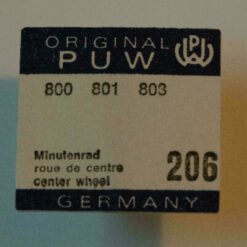 ORIGINAL
PUW
PUW
800 801 803
Minutenrad
roue de centre
center wheel
206
GERMANY